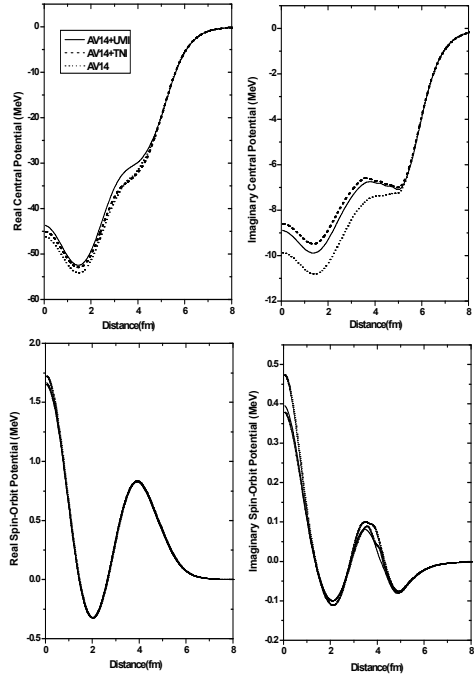 AV14+UVII
AV14+TNI
AV14
Real Central Potential (MeV)
0
-10
-20
-30
-40
-50
-60
0 2 4 6 8
Distance(fm)
Imaginary Central Potential (MeV)
0
-2
-4
-6
-8
-10
-12
0 2 4 6 8
Distance(fm)
Real Spin-Orbit Potential (MeV)
2.0
1.5
1.0
0.5
0.0
-0.5
0 2 4 6 8
Distance(fm)
Imaginary Spin-Orbit Potential (MeV)
0.5
0.4
0.3
0.2
0.1
0.0
-0.1
-0.2
0 2 4 6 8
Distance(fm)